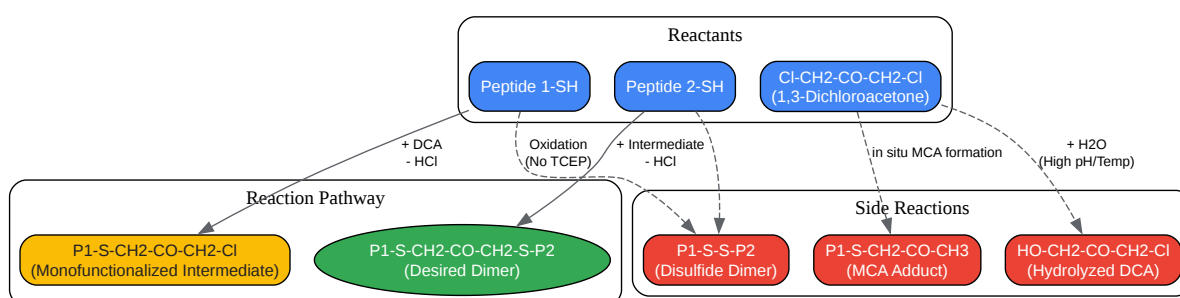 Reactants
Peptide 1-SH
Peptide 2-SH
Cl-CH2-CO-CH2-Cl
(1,3-Dichloroacetone)
+ DCA
- HCl
Oxidation
(No TCEP)
+ Intermediate
- HCl
in situ MCA formation
+ H2O
(High pH/Temp)
Reaction Pathway
P1-S-CH2-CO-CH2-Cl
(Monofunctionalized Intermediate)
P1-S-CH2-CO-CH2-S-P2
(Desired Dimer)
Side Reactions
P1-S-S-P2
(Disulfide Dimer)
P1-S-CH2-CO-CH3
(MCA Adduct)
HO-CH2-CO-CH2-Cl
(Hydrolyzed DCA)